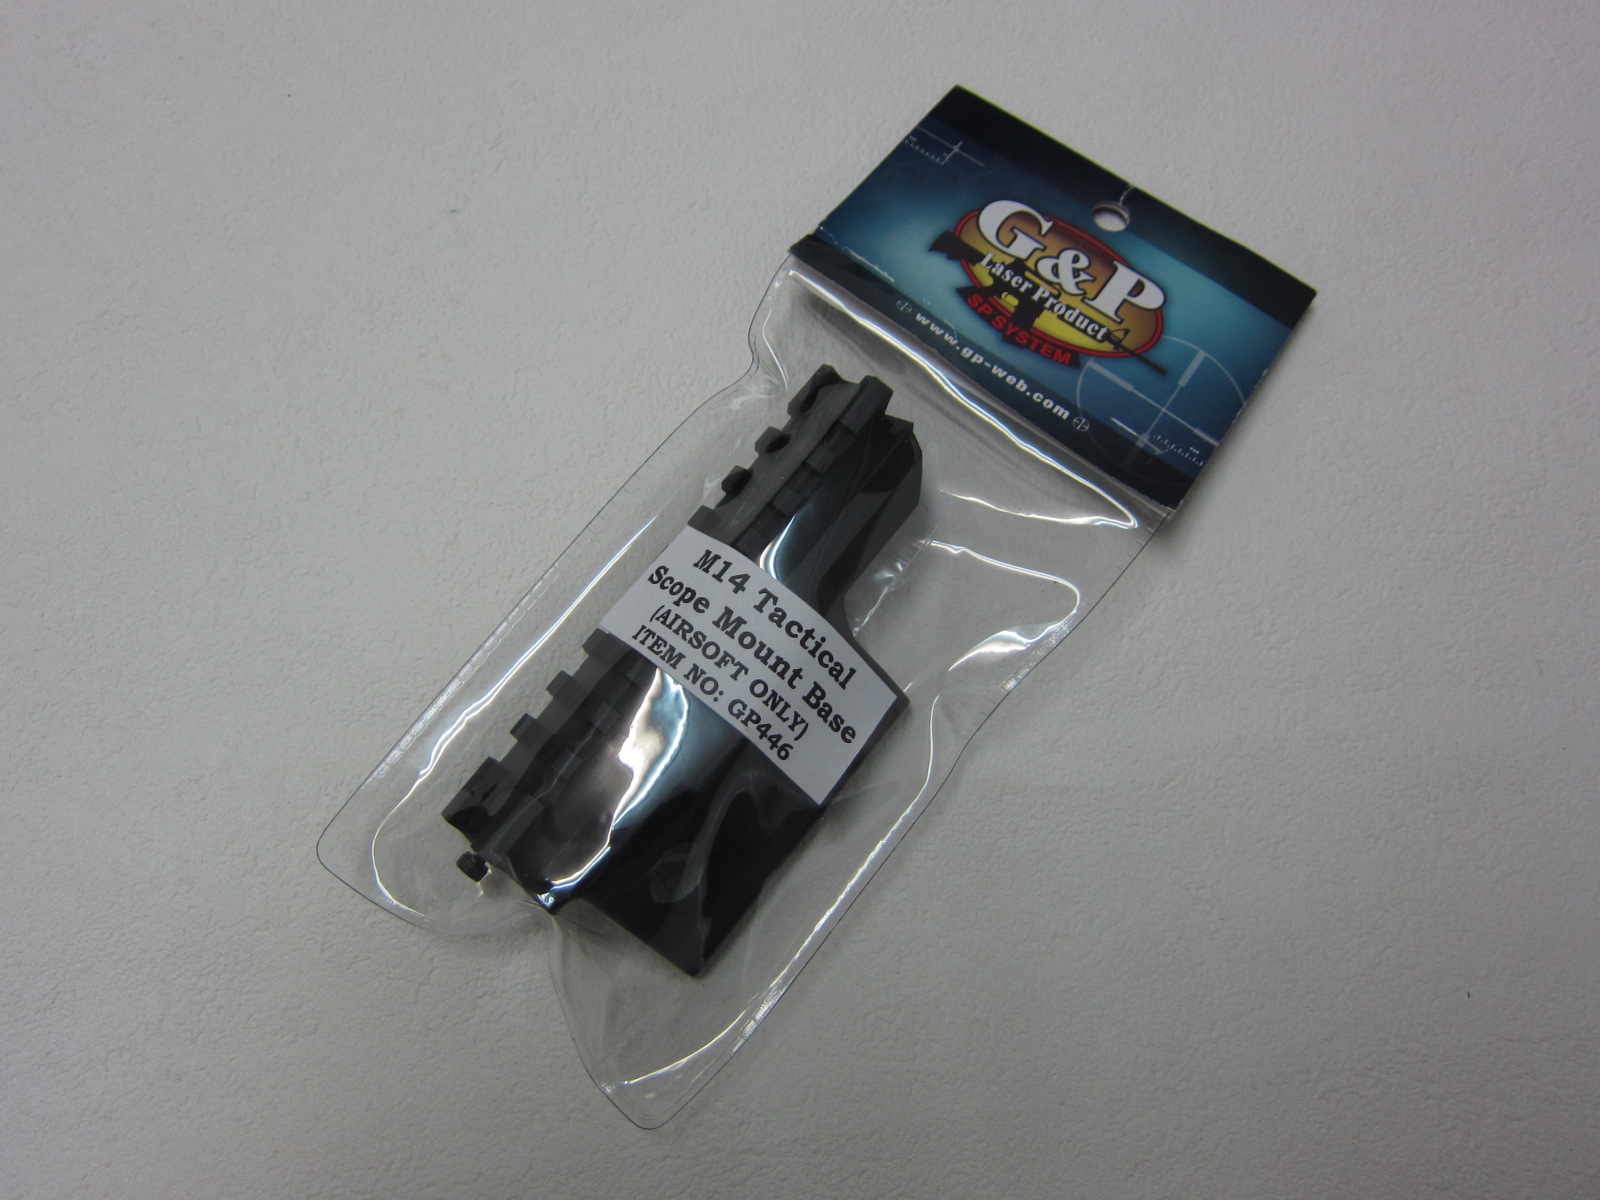 G&P
Laser Product
SP SYSTEM
www.gp-web.com
M14 Tactical
Scope Mount Base
(AIRSOFT ONLY)
ITEM NO: GP446